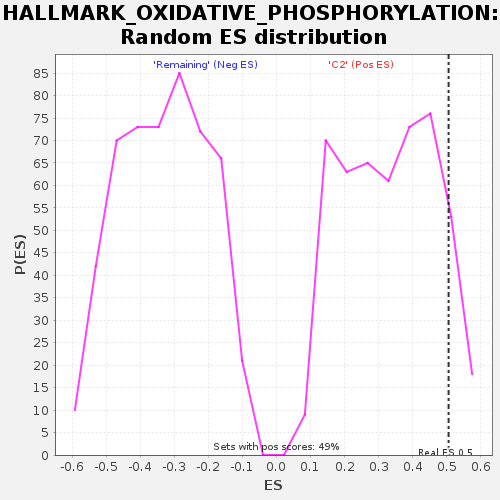 HALLMARK_OXIDATIVE_PHOSPHORYLATION:
Random ES distribution
'Remaining' (Neg ES) 'C2' (Pos ES)
85
80
75
70
65
60
55
50
45
40
35
30
25
20
15
10
5
0
P(ES)
Sets with pos scores: 49%
Real ES 0.5
-0.6 -0.5 -0.4 -0.3 -0.2 -0.1 0.0 0.1 0.2 0.3 0.4 0.5 0.6
ES